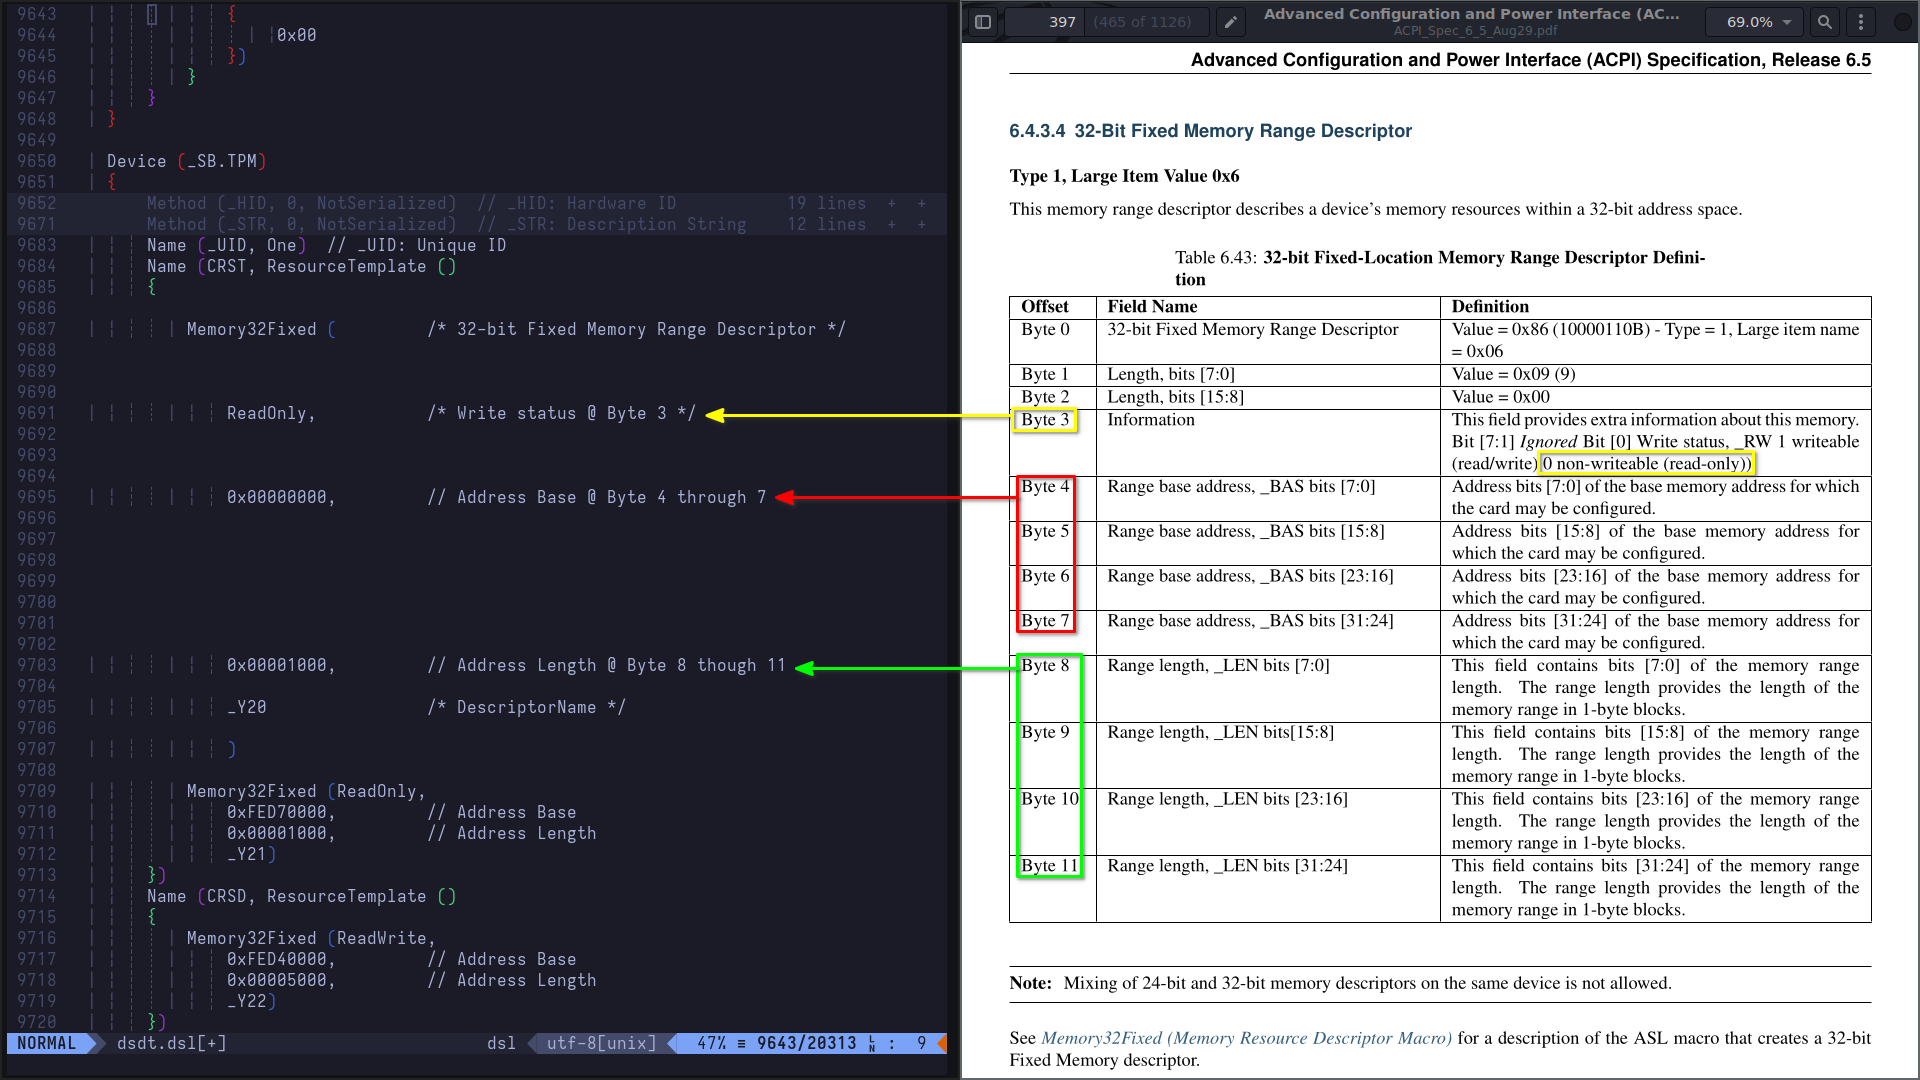 9643 {
9644 0x00
9645 })
9646 }
9647 }
9648 }
9649
9650 Device (_SB.TPM)
9651 {
9652 Method (_HID, 0, NotSerialized) // _HID: Hardware ID 19 lines + +
9671 Method (_STR, 0, NotSerialized) // _STR: Description String 12 lines + +
9683 Name (_UID, One) // _UID: Unique ID
9684 Name (CRST, ResourceTemplate ()
9685 {
9686
9687 Memory32Fixed ( /* 32-bit Fixed Memory Range Descriptor */
9688
9689
9690
9691 ReadOnly, /* Write status @ Byte 3 */
9692
9693
9694
9695 0x00000000, // Address Base @ Byte 4 through 7
9696
9697
9698
9699
9700
9701
9702
9703 0x00001000, // Address Length @ Byte 8 though 11
9704
9705 _Y20 /* DescriptorName */
9706
9707 )
9708
9709 Memory32Fixed (ReadOnly,
9710 0xFED70000, // Address Base
9711 0x00001000, // Address Length
9712 _Y21)
9713 })
9714 Name (CRSD, ResourceTemplate ()
9715 {
9716 Memory32Fixed (ReadWrite,
9717 0xFED40000, // Address Base
9718 0x00005000, // Address Length
9719 _Y22)
9720 })
NORMAL dsdt.dsl[+] dsl utf-8[unix] 47% ≡ 9643/20313 LN : 9
397 (465 of 1126) Advanced Configuration and Power Interface (AC... 69.0%
ACPI_Spec_6_5_Aug29.pdf
Advanced Configuration and Power Interface (ACPI) Specification, Release 6.5
6.4.3.4 32-Bit Fixed Memory Range Descriptor
Type 1, Large Item Value 0x6
This memory range descriptor describes a device's memory resources within a 32-bit address space.
Table 6.43: 32-bit Fixed-Location Memory Range Descriptor Defini-
tion
Offset Field Name Definition
Byte 0 32-bit Fixed Memory Range Descriptor Value = 0x86 (10000110B) - Type = 1, Large item name
= 0x06
Byte 1 Length, bits [7:0] Value = 0x09 (9)
Byte 2 Length, bits [15:8] Value = 0x00
Byte 3 Information This field provides extra information about this memory.
Bit [7:1] Ignored Bit [0] Write status, _RW 1 writeable
(read/write) 0 non-writeable (read-only))
Byte 4 Range base address, _BAS bits [7:0] Address bits [7:0] of the base memory address for which
the card may be configured.
Byte 5 Range base address, _BAS bits [15:8] Address bits [15:8] of the base memory address for
which the card may be configured.
Byte 6 Range base address, _BAS bits [23:16] Address bits [23:16] of the base memory address for
which the card may be configured.
Byte 7 Range base address, _BAS bits [31:24] Address bits [31:24] of the base memory address for
which the card may be configured.
Byte 8 Range length, _LEN bits [7:0] This field contains bits [7:0] of the memory range
length. The range length provides the length of the
memory range in 1-byte blocks.
Byte 9 Range length, _LEN bits[15:8] This field contains bits [15:8] of the memory range
length. The range length provides the length of the
memory range in 1-byte blocks.
Byte 10 Range length, _LEN bits [23:16] This field contains bits [23:16] of the memory range
length. The range length provides the length of the
memory range in 1-byte blocks.
Byte 11 Range length, _LEN bits [31:24] This field contains bits [31:24] of the memory range
length. The range length provides the length of the
memory range in 1-byte blocks.
Note: Mixing of 24-bit and 32-bit memory descriptors on the same device is not allowed.
See Memory32Fixed (Memory Resource Descriptor Macro) for a description of the ASL macro that creates a 32-bit
Fixed Memory descriptor.